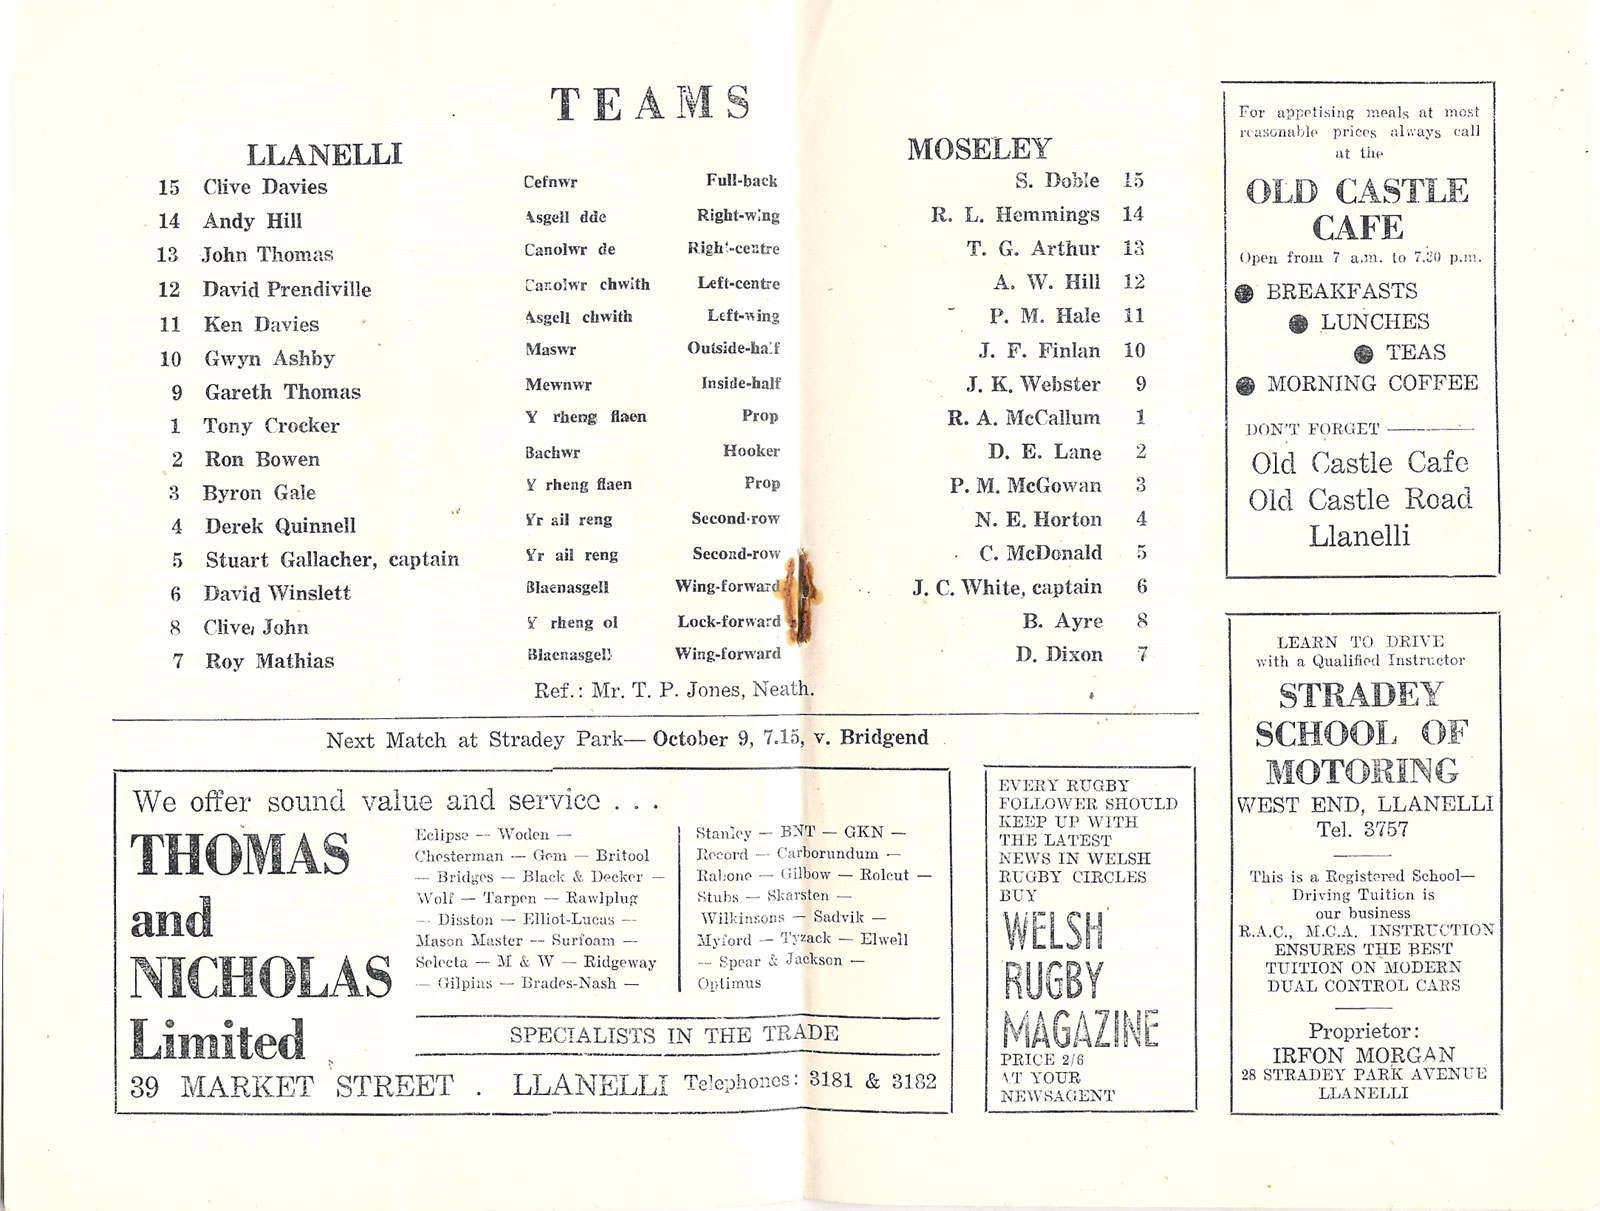 TEAMS
LLANELLI MOSELEY
15 Clive Davies Cefnwr Full-back S. Doble 15
14 Andy Hill Asgell dde Right-wing R. L. Hemmings 14
13 John Thomas Canolwr de Right-centre T. G. Arthur 13
12 David Prendiville Canolwr chwith Left-centre A. W. Hill 12
11 Ken Davies Asgell chwith Left-wing P. M. Hale 11
10 Gwyn Ashby Maswr Outside-half J. F. Finlan 10
9 Gareth Thomas Mewnwr Inside-half J. K. Webster 9
1 Tony Crocker Y rheng flaen Prop R. A. McCallum 1
2 Ron Bowen Bachwr Hooker D. E. Lane 2
3 Byron Gale Y rheng flaen Prop P. M. McGowan 3
4 Derek Quinnell Yr ail reng Second-row N. E. Horton 4
5 Stuart Gallacher, captain Yr ail reng Second-row C. McDonald 5
6 David Winslett Blaenasgell Wing-forward J. C. White, captain 6
8 Clive John Y rheng ol Lock-forward B. Ayre 8
7 Roy Mathias Blaenasgell Wing-forward D. Dixon 7
Ref.: Mr. T. P. Jones, Neath.
Next Match at Stradey Park— October 9, 7.15, v. Bridgend
We offer sound value and service . . .
THOMAS
and
NICHOLAS
Limited
Eclipse — Woden —
Chesterman — Gem — Britool
— Bridges — Black & Decker —
Wolf — Tarpen — Rawlplug
— Disston — Elliot-Lucas —
Mason Master — Surfoam —
Selecta — M & W — Ridgeway
— Gilpins — Brades-Nash —
Stanley — BNT — GKN —
Record — Carborundum —
Rabone — Gilbow — Rolcut —
Stubs — Skarsten —
Wilkinsons — Sadvik —
Myford — Tyzack — Elwell
— Spear & Jackson —
Optimus
SPECIALISTS IN THE TRADE
39 MARKET STREET . LLANELLI Telephones: 3181 & 3182
EVERY RUGBY
FOLLOWER SHOULD
KEEP UP WITH
THE LATEST
NEWS IN WELSH
RUGBY CIRCLES
BUY
WELSH
RUGBY
MAGAZINE
PRICE 2/6
AT YOUR
NEWSAGENT
For appetising meals at most
reasonable prices always call
at the
OLD CASTLE
CAFE
Open from 7 a.m. to 7.30 p.m.
● BREAKFASTS
● LUNCHES
● TEAS
● MORNING COFFEE
DON'T FORGET ———
Old Castle Cafe
Old Castle Road
Llanelli
LEARN TO DRIVE
with a Qualified Instructor
STRADEY
SCHOOL OF
MOTORING
WEST END, LLANELLI
Tel. 3757
This is a Registered School—
Driving Tuition is
our business
R.A.C., M.C.A. INSTRUCTION
ENSURES THE BEST
TUITION ON MODERN
DUAL CONTROL CARS
Proprietor:
IRFON MORGAN
28 STRADEY PARK AVENUE
LLANELLI